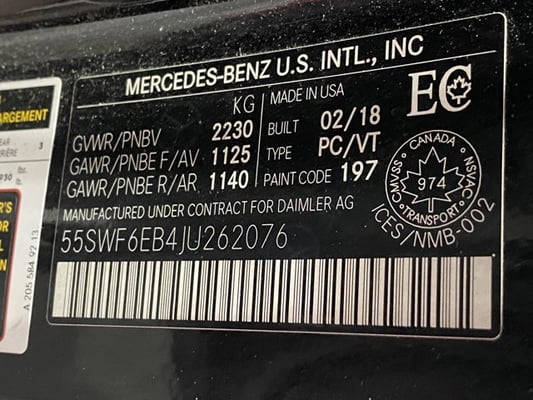 MERCEDES-BENZ U.S. INTL., INC
KG
GVWR/PNBV 2230
GAWR/PNBE F/AV 1125
GAWR/PNBE R/AR 1140
MADE IN USA
BUILT 02/18
TYPE PC/VT
PAINT CODE 197
MANUFACTURED UNDER CONTRACT FOR DAIMLER AG
55SWF6EB4JU262076
EC
CANADA
CMVSS NSVAC
974
TRANSPORT
ICES/NMB-002
ARGEMENT
3
lbs.
A 205 584 92 13